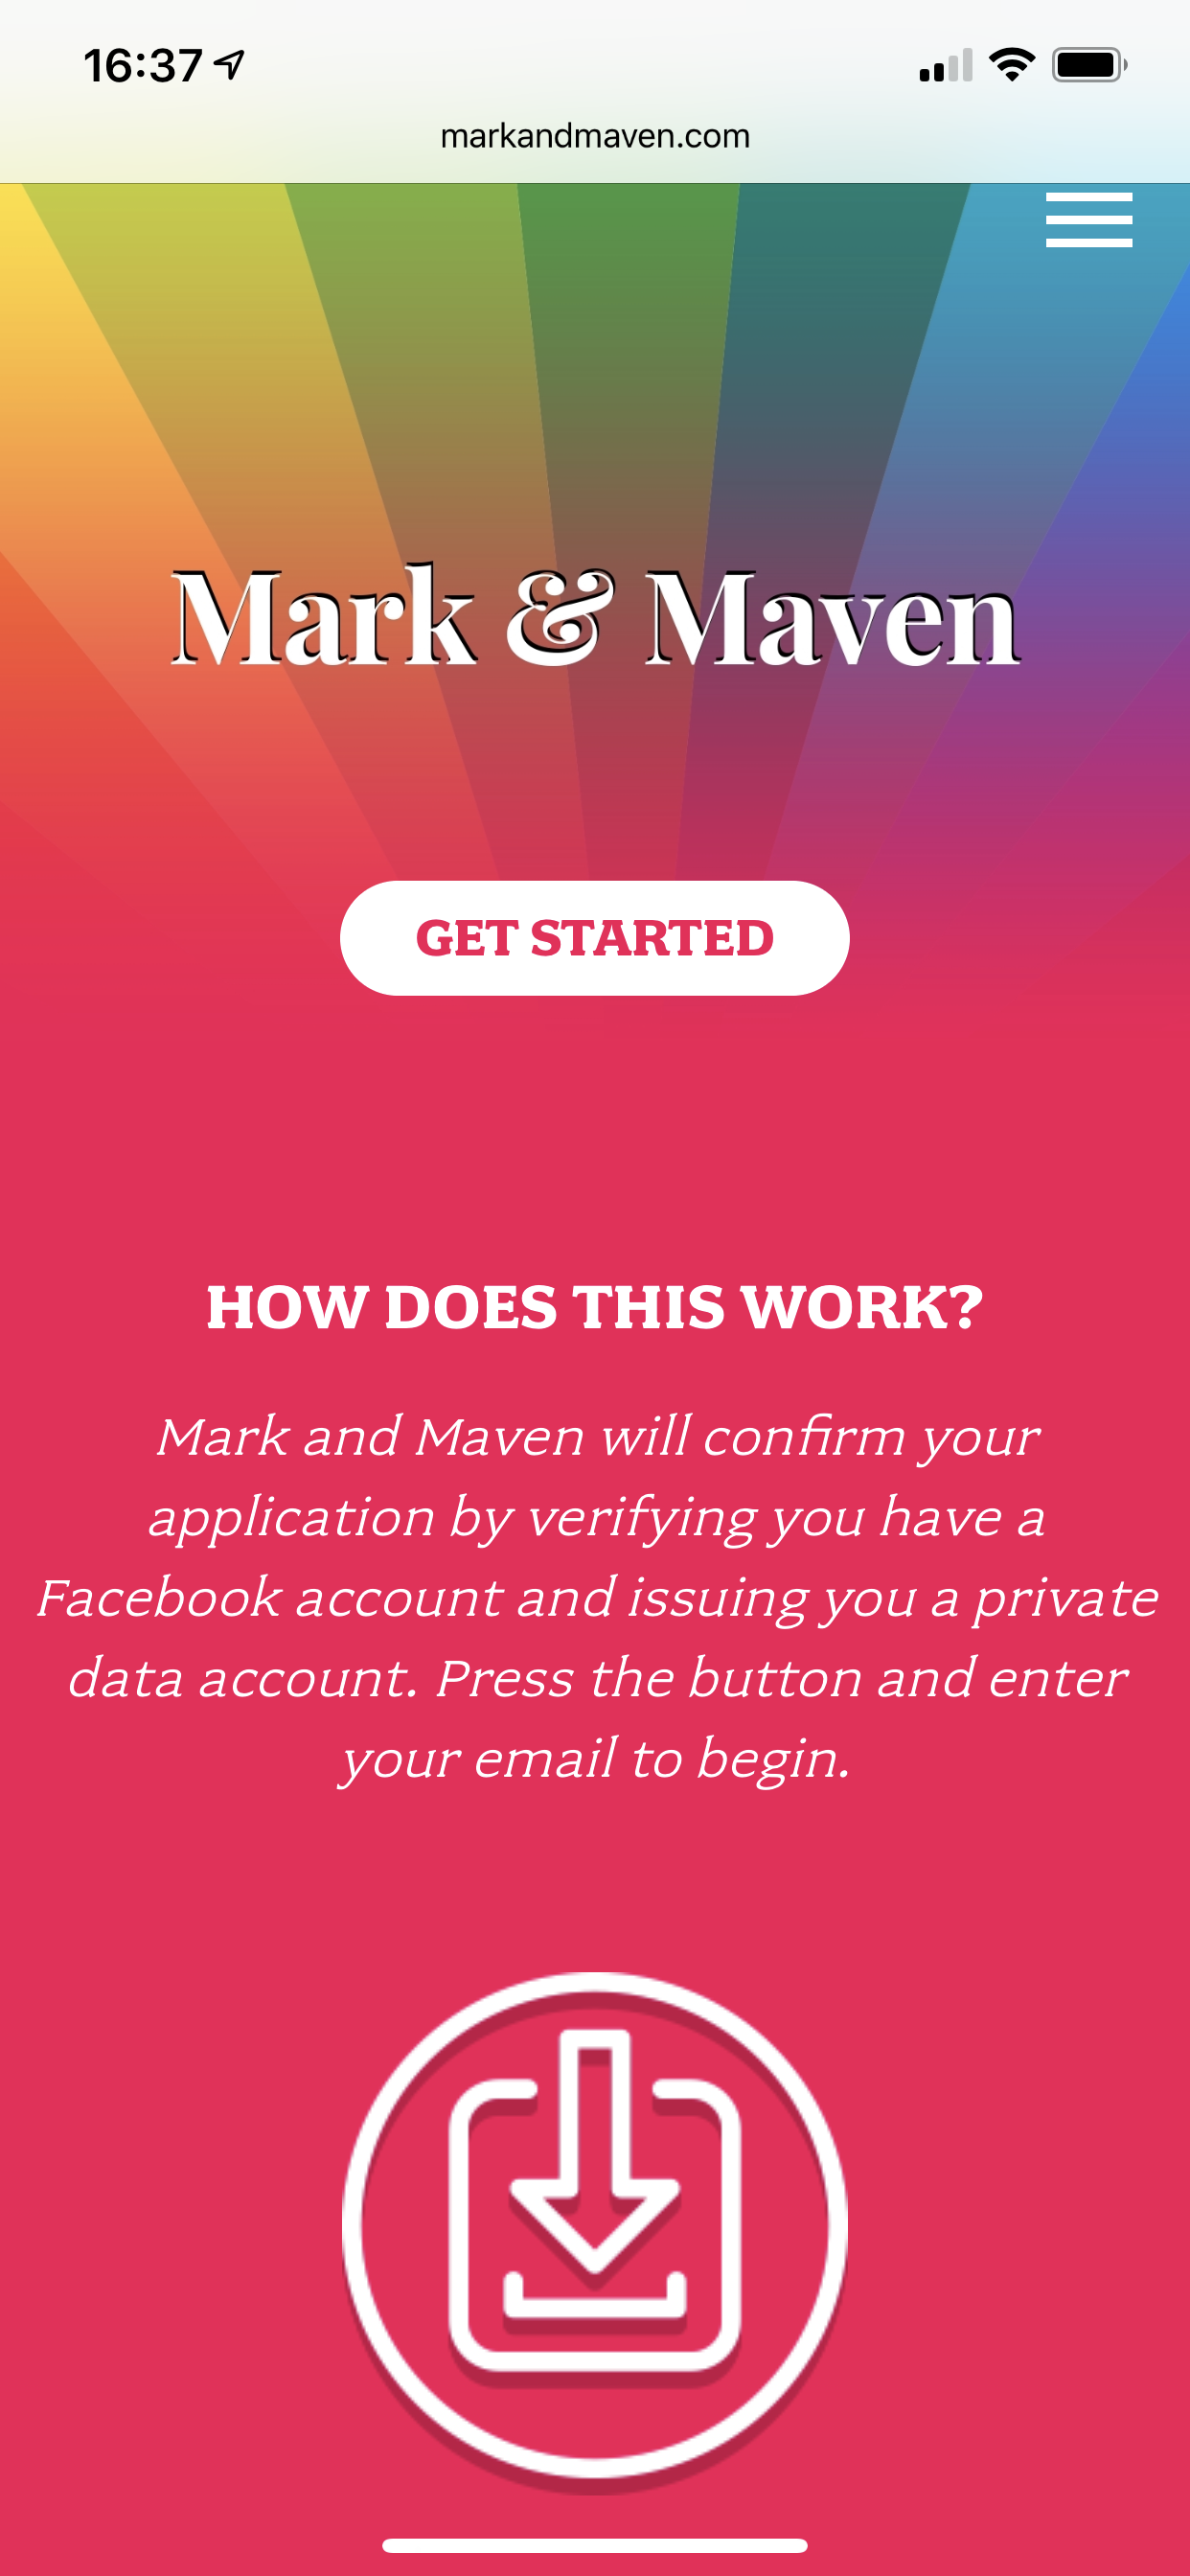 16:37
markandmaven.com
Mark & Maven
GET STARTED
HOW DOES THIS WORK?
Mark and Maven will confirm your
application by verifying you have a
Facebook account and issuing you a private
data account. Press the button and enter
your email to begin.